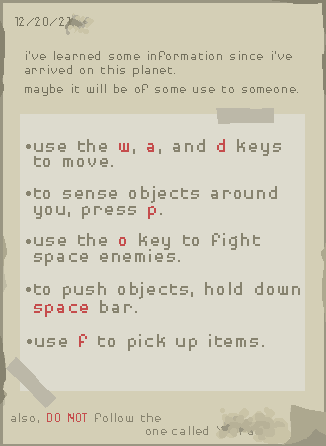 12/20/2
i've learned some information since i've
arrived on this planet.
maybe it will be of some use to someone.
•use the w, a, and d keys
to move.
•to sense objects around
you, press p.
•use the o key to fight
space enemies.
•to push objects, hold down
space bar.
•use f to pick up items.
also, DO NOT follow the
one called